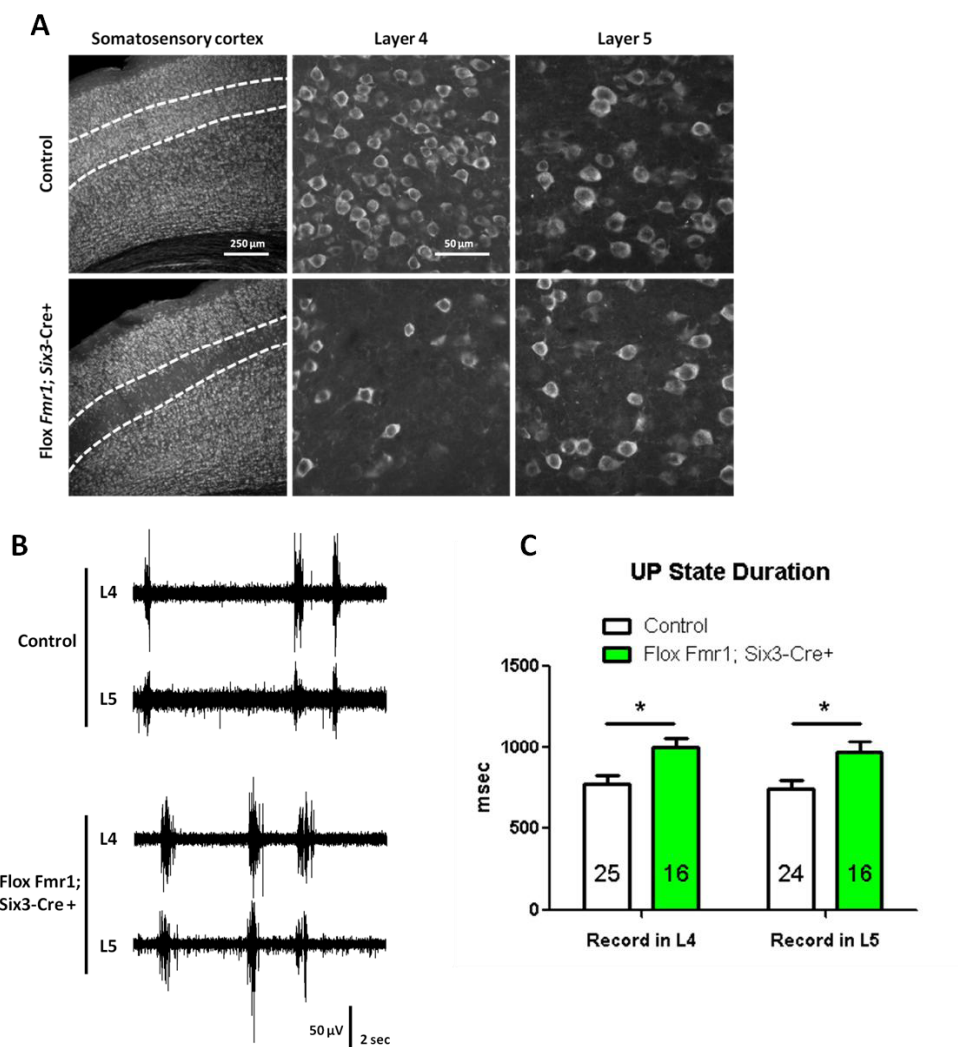 A
Somatosensory cortex
Layer 4
Layer 5
Control
250 µm
50 µm
Flox Fmr1; Six3-Cre+
B
Control
L4
L5
Flox Fmr1;
Six3-Cre +
L4
L5
50 µV
2 sec
C
UP State Duration
Control
Flox Fmr1; Six3-Cre+
msec
1500
1000
500
0
*
*
25
16
24
16
Record in L4
Record in L5